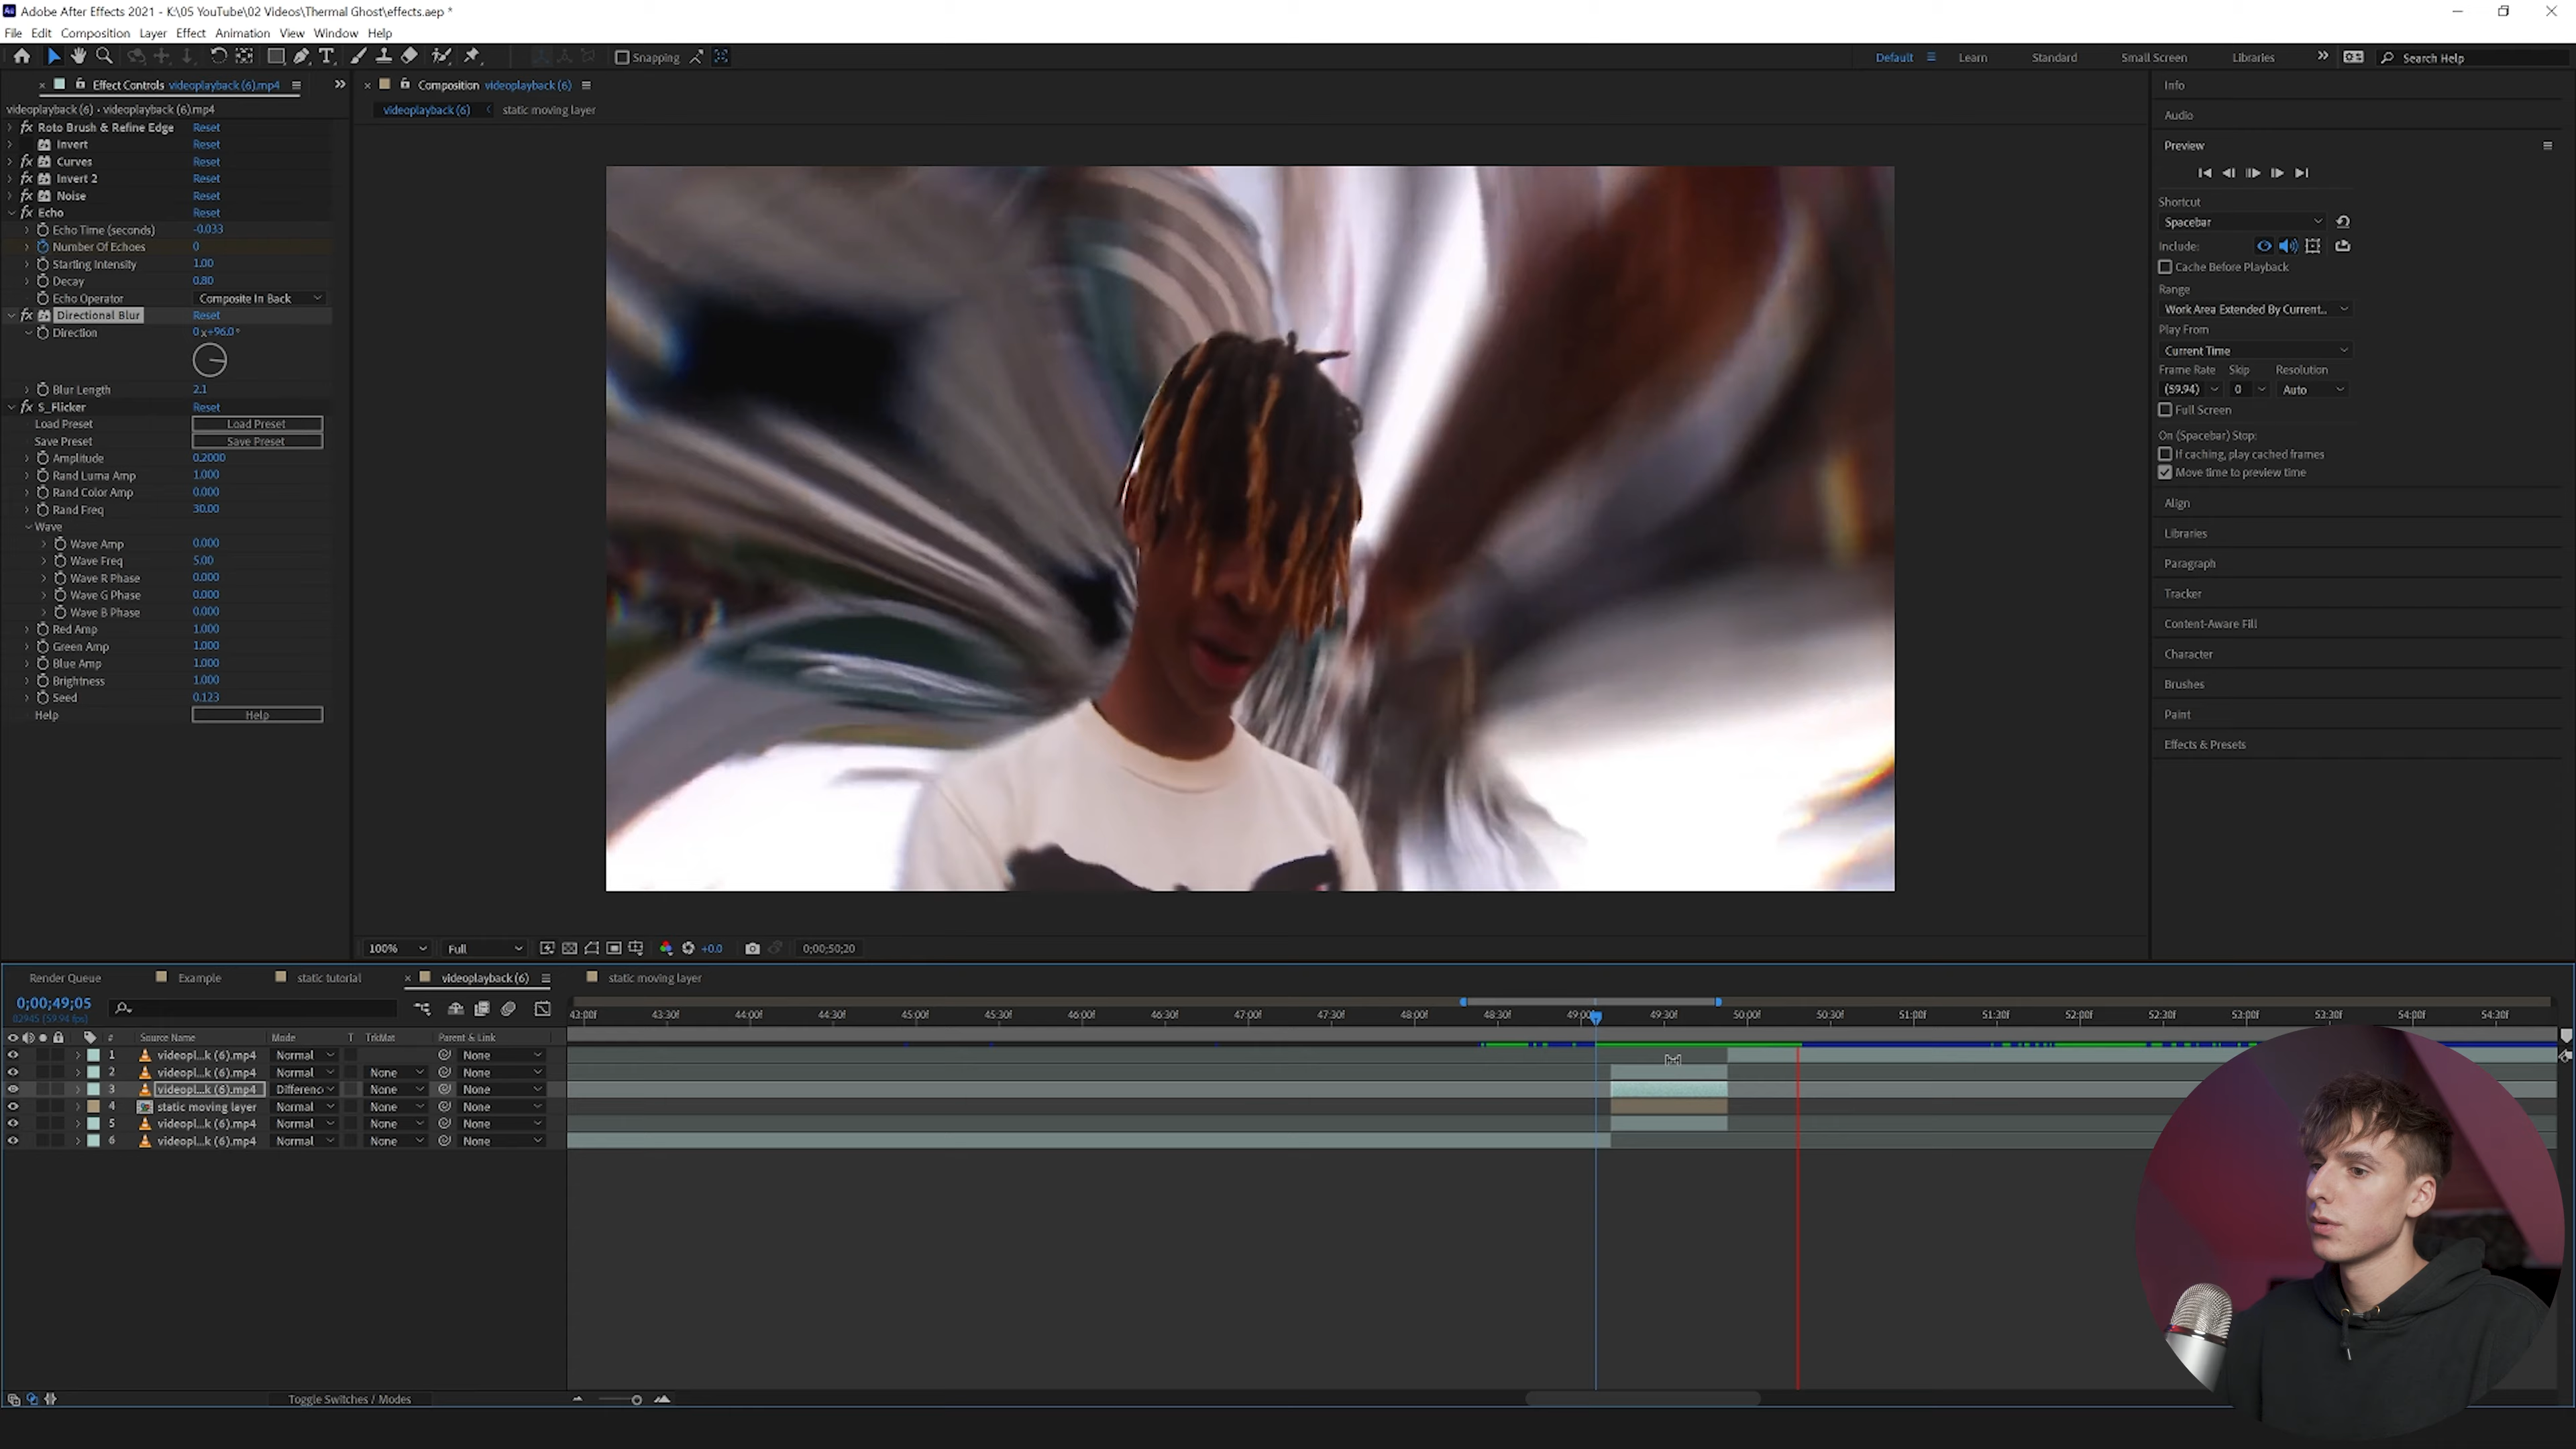 Adobe After Effects 2021 - K:\05 YouTube\02 Videos\Thermal Ghost\effects.aep *
File Edit Composition Layer Effect Animation View Window Help
Snapping
Default Learn Standard Small Screen Libraries Search Help
Effect Controls videoplayback (6).mp4
videoplayback (6) · videoplayback (6).mp4
fx Roto Brush & Refine Edge Reset
Invert Reset
fx Curves Reset
fx Invert 2 Reset
fx Noise Reset
fx Echo Reset
Echo Time (seconds) -0.033
Number Of Echoes 0
Starting Intensity 1.00
Decay 0.80
Echo Operator Composite In Back
fx Directional Blur Reset
Direction 0 x+96.0°
Blur Length 2.1
fx S_Flicker Reset
Load Preset Load Preset
Save Preset Save Preset
Amplitude 0.2000
Rand Luma Amp 1.000
Rand Color Amp 0.000
Rand Freq 30.00
Wave
Wave Amp 0.000
Wave Freq 5.00
Wave R Phase 0.000
Wave G Phase 0.000
Wave B Phase 0.000
Red Amp 1.000
Green Amp 1.000
Blue Amp 1.000
Brightness 1.000
Seed 0.123
Help Help
Composition videoplayback (6)
videoplayback (6) static moving layer
100% Full +0.0 0;00;50;20
Info
Audio
Preview
Shortcut
Spacebar
Include:
Cache Before Playback
Range
Work Area Extended By Current...
Play From
Current Time
Frame Rate Skip Resolution
(59.94) 0 Auto
Full Screen
On (Spacebar) Stop:
If caching, play cached frames
Move time to preview time
Align
Libraries
Paragraph
Tracker
Content-Aware Fill
Character
Brushes
Paint
Effects & Presets
Render Queue Example static tutorial videoplayback (6) static moving layer
0;00;49;05
02945 (59.94 fps)
43:00f 43:30f 44:00f 44:30f 45:00f 45:30f 46:00f 46:30f 47:00f 47:30f 48:00f 48:30f 49:00f 49:30f 50:00f 50:30f 51:00f 51:30f 52:00f 52:30f 53:00f 53:30f 54:00f 54:30f
# Source Name Mode T TrkMat Parent & Link
1 videopl...k (6).mp4 Normal None
2 videopl...k (6).mp4 Normal None None
3 videopl...k (6).mp4 Differenc None None
4 static moving layer Normal None None
5 videopl...k (6).mp4 Normal None None
6 videopl...k (6).mp4 Normal None None
Toggle Switches / Modes